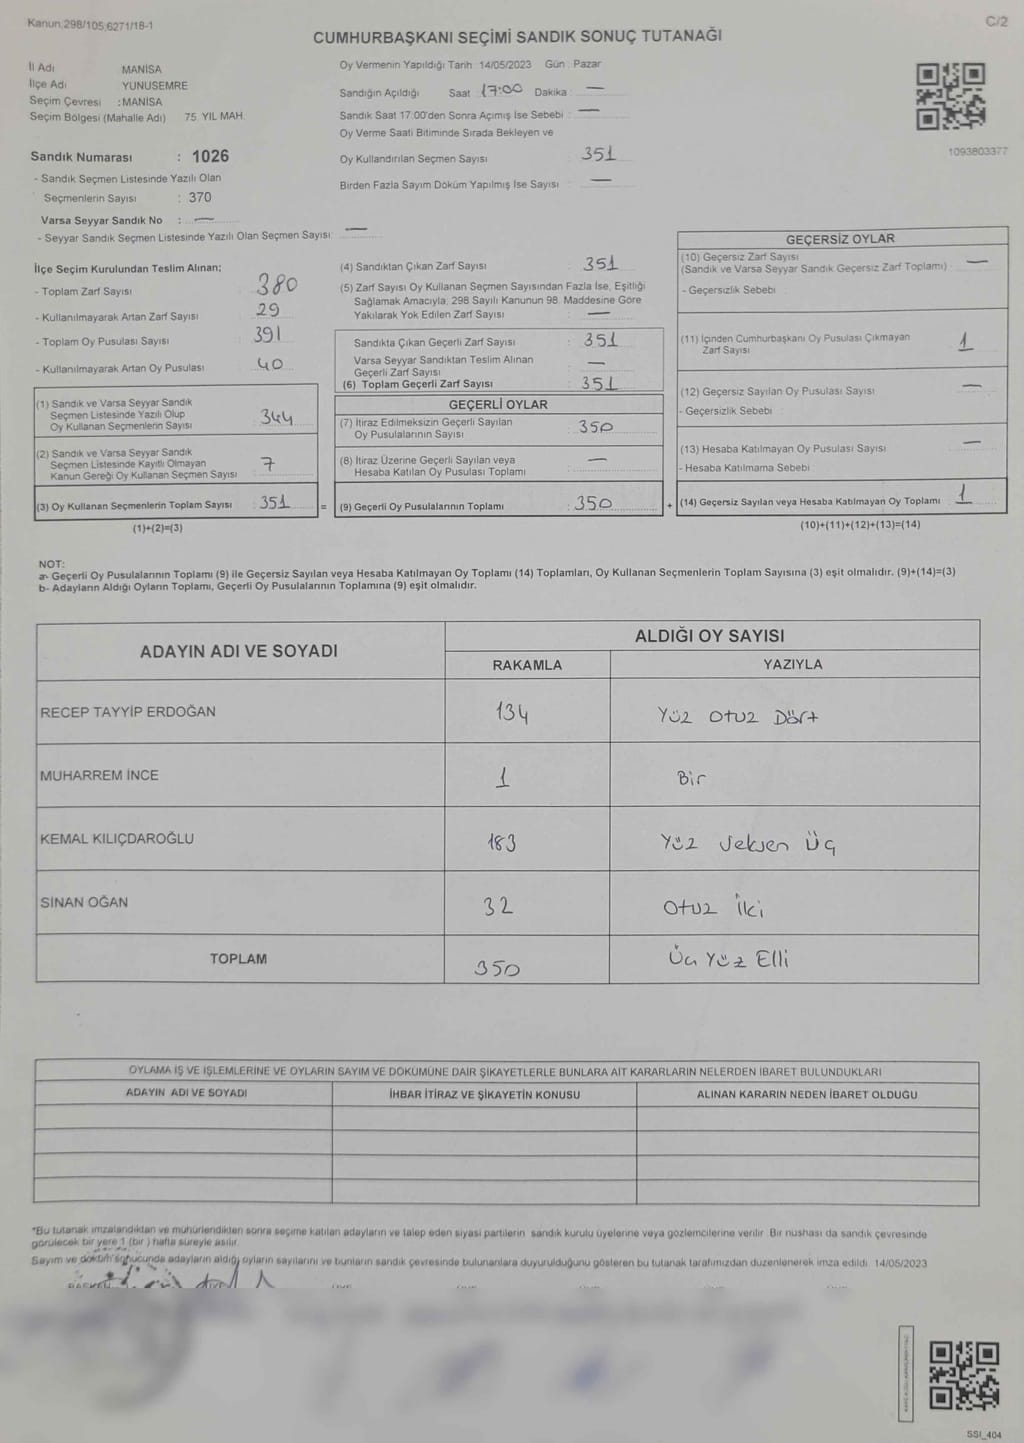 Kanun:298/105;6271/18-1
C/2
CUMHURBAŞKANI SEÇİMİ SANDIK SONUÇ TUTANAĞI
İl Adı MANİSA
İlçe Adı YUNUSEMRE
Seçim Çevresi :MANİSA
Seçim Bölgesi (Mahalle Adı) 75. YIL MAH.
Sandık Numarası : 1026
- Sandık Seçmen Listesinde Yazılı Olan
Seçmenlerin Sayısı : 370
Varsa Seyyar Sandık No : —
- Seyyar Sandık Seçmen Listesinde Yazılı Olan Seçmen Sayısı: —
Oy Vermenin Yapıldığı Tarih : 14/05/2023 Gün : Pazar
Sandığın Açıldığı Saat 17:00 Dakika : —
Sandık Saat 17.00'den Sonra Açımış İse Sebebi : —
Oy Verme Saati Bitiminde Sırada Bekleyen ve
Oy Kullandırılan Seçmen Sayısı : 351
Birden Fazla Sayım Döküm Yapılmış İse Sayısı : —
1093803377
İlçe Seçim Kurulundan Teslim Alınan;
- Toplam Zarf Sayısı : 380
- Kullanılmayarak Artan Zarf Sayısı : 29
- Toplam Oy Pusulası Sayısı : 391
- Kullanılmayarak Artan Oy Pusulası : 40
(1) Sandık ve Varsa Seyyar Sandık
Seçmen Listesinde Yazılı Olup
Oy Kullanan Seçmenlerin Sayısı : 344
(2) Sandık ve Varsa Seyyar Sandık
Seçmen Listesinde Kayıtlı Olmayan
Kanun Gereği Oy Kullanan Seçmen Sayısı : 7
(3) Oy Kullanan Seçmenlerin Toplam Sayısı : 351
(1)+(2)=(3)
(4) Sandıktan Çıkan Zarf Sayısı : 351
(5) Zarf Sayısı Oy Kullanan Seçmen Sayısından Fazla İse, Eşitliği
Sağlamak Amacıyla, 298 Sayılı Kanunun 98. Maddesine Göre
Yakılarak Yok Edilen Zarf Sayısı : —
Sandıkta Çıkan Geçerli Zarf Sayısı : 351
Varsa Seyyar Sandıktan Teslim Alınan
Geçerli Zarf Sayısı : —
(6) Toplam Geçerli Zarf Sayısı : 351
GEÇERLİ OYLAR
(7) İtiraz Edilmeksizin Geçerli Sayılan
Oy Pusulalarının Sayısı : 350
(8) İtiraz Üzerine Geçerli Sayılan veya
Hesaba Katılan Oy Pusulası Toplamı : —
= (9) Geçerli Oy Pusulalarının Toplamı : 350
GEÇERSİZ OYLAR
(10) Geçersiz Zarf Sayısı
(Sandık ve Varsa Seyyar Sandık Geçersiz Zarf Toplamı) : —
- Geçersizlik Sebebi :
(11) İçinden Cumhurbaşkanı Oy Pusulası Çıkmayan
Zarf Sayısı : 1
(12) Geçersiz Sayılan Oy Pusulası Sayısı : —
- Geçersizlik Sebebi :
(13) Hesaba Katılmayan Oy Pusulası Sayısı : —
- Hesaba Katılmama Sebebi
+ (14) Geçersiz Sayılan veya Hesaba Katılmayan Oy Toplamı : 1
(10)+(11)+(12)+(13)=(14)
NOT:
a- Geçerli Oy Pusulalarının Toplamı (9) ile Geçersiz Sayılan veya Hesaba Katılmayan Oy Toplamı (14) Toplamları, Oy Kullanan Seçmenlerin Toplam Sayısına (3) eşit olmalıdır. (9)+(14)=(3)
b- Adayların Aldığı Oyların Toplamı, Geçerli Oy Pusulalarının Toplamına (9) eşit olmalıdır.
ADAYIN ADI VE SOYADI
ALDIĞI OY SAYISI
RAKAMLA YAZIYLA
RECEP TAYYİP ERDOĞAN 134 Yüz Otuz Dört
MUHARREM İNCE 1 Bir
KEMAL KILIÇDAROĞLU 183 Yüz Seksen Üç
SİNAN OĞAN 32 Otuz İki
TOPLAM 350 Üç Yüz Elli
OYLAMA İŞ VE İŞLEMLERİNE VE OYLARIN SAYIM VE DÖKÜMÜNE DAİR ŞİKAYETLERLE BUNLARA AİT KARARLARIN NELERDEN İBARET BULUNDUKLARI
ADAYIN ADI VE SOYADI İHBAR İTİRAZ VE ŞİKAYETİN KONUSU ALINAN KARARIN NEDEN İBARET OLDUĞU
*Bu tutanak imzalandıktan ve mühürlendikten sonra seçime katılan adayların ve talep eden siyasi partilerin sandık kurulu üyelerine veya gözlemcilerine verilir. Bir nüshası da sandık çevresinde
görülecek bir yere 1 (bir ) hafta süreyle asılır.
Sayım ve döküm sonucunda adayların aldığı oyların sayılarını ve bunların sandık çevresinde bulunanlara duyurulduğunu gösteren bu tutanak tarafımızdan düzenlenerek imza edildi. 14/05/2023
SSI_404